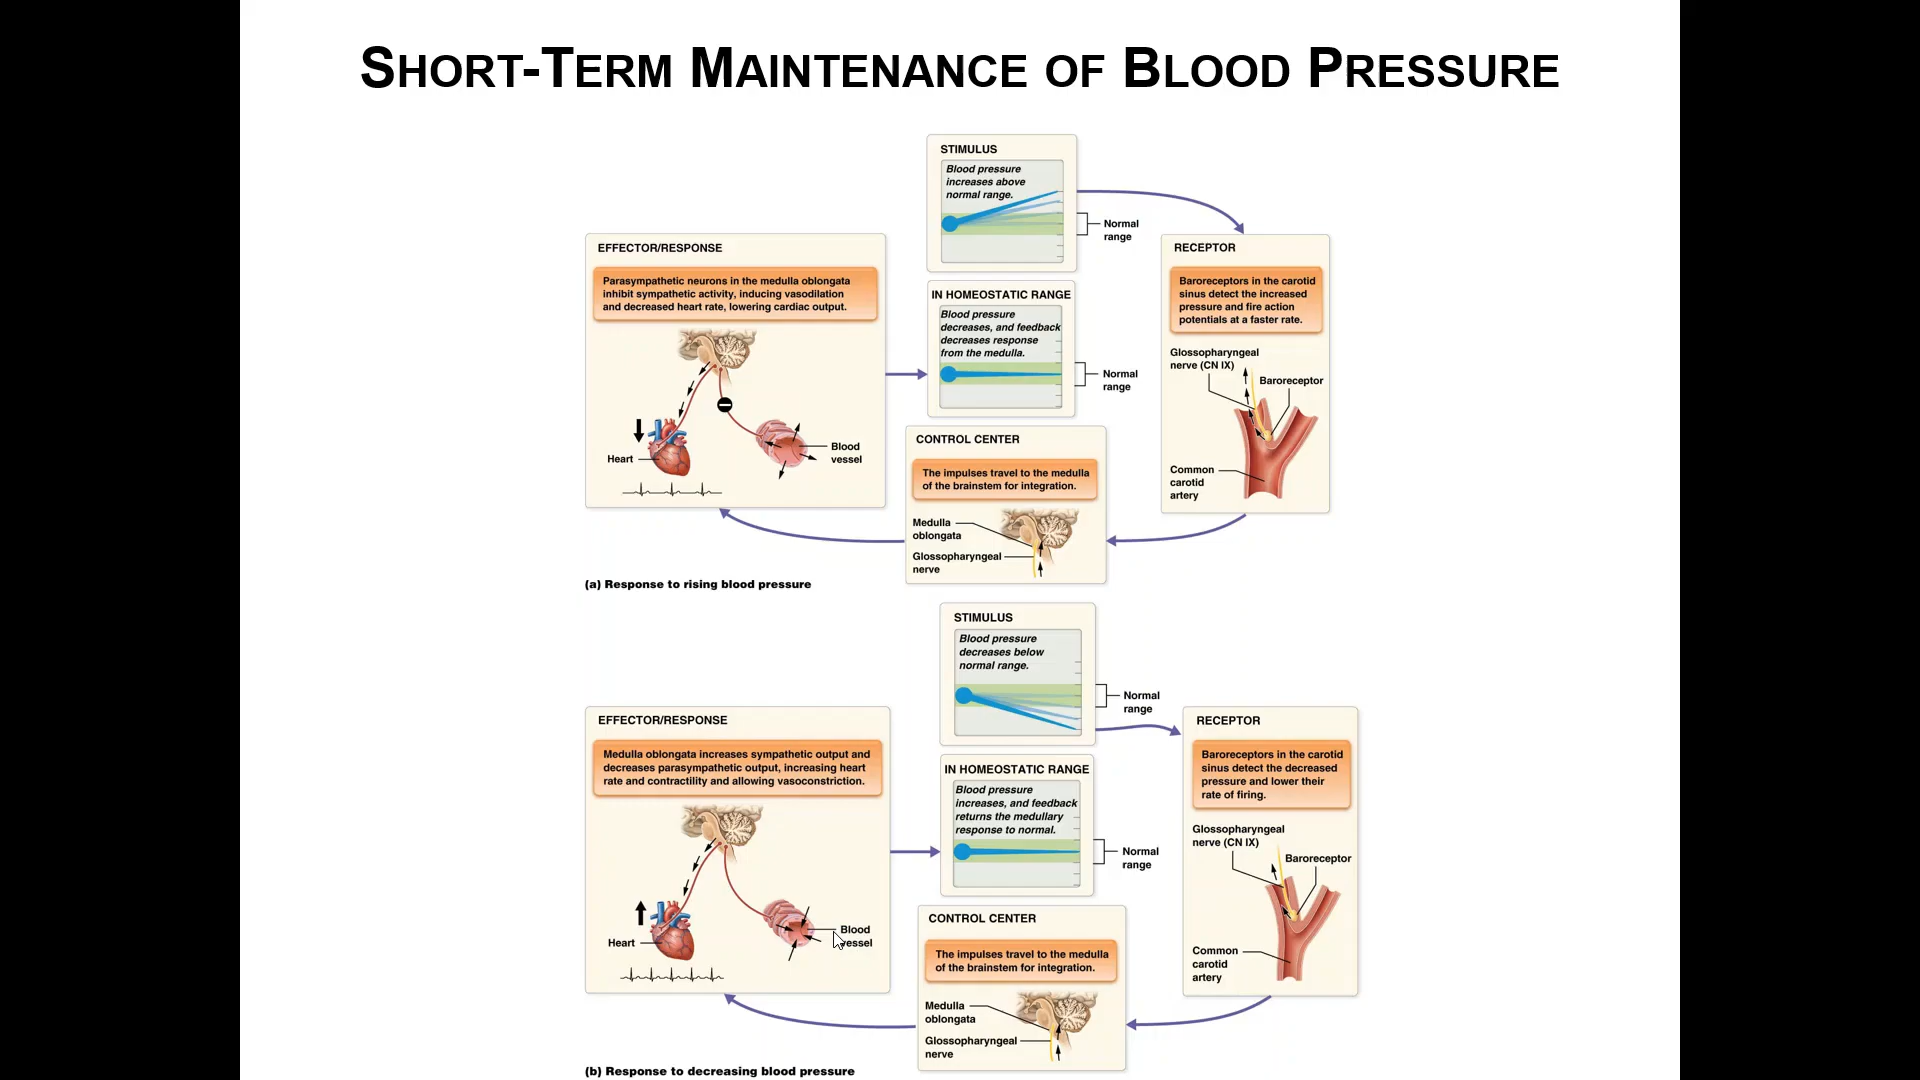 SHORT-TERM MAINTENANCE OF BLOOD PRESSURE
STIMULUS
Blood pressure
increases above
normal range.
Normal
range
RECEPTOR
Baroreceptors in the carotid
sinus detect the increased
pressure and fire action
potentials at a faster rate.
Glossopharyngeal
nerve (CN IX)
Baroreceptor
Common
carotid
artery
CONTROL CENTER
The impulses travel to the medulla
of the brainstem for integration.
Medulla
oblongata
Glossopharyngeal
nerve
EFFECTOR/RESPONSE
Parasympathetic neurons in the medulla oblongata
inhibit sympathetic activity, inducing vasodilation
and decreased heart rate, lowering cardiac output.
Heart
Blood
vessel
IN HOMEOSTATIC RANGE
Blood pressure
decreases, and feedback
decreases response
from the medulla.
Normal
range
(a) Response to rising blood pressure
STIMULUS
Blood pressure
decreases below
normal range.
Normal
range
RECEPTOR
Baroreceptors in the carotid
sinus detect the decreased
pressure and lower their
rate of firing.
Glossopharyngeal
nerve (CN IX)
Baroreceptor
Common
carotid
artery
CONTROL CENTER
The impulses travel to the medulla
of the brainstem for integration.
Medulla
oblongata
Glossopharyngeal
nerve
EFFECTOR/RESPONSE
Medulla oblongata increases sympathetic output and
decreases parasympathetic output, increasing heart
rate and contractility and allowing vasoconstriction.
Heart
Blood
vessel
IN HOMEOSTATIC RANGE
Blood pressure
increases, and feedback
returns the medullary
response to normal.
Normal
range
(b) Response to decreasing blood pressure